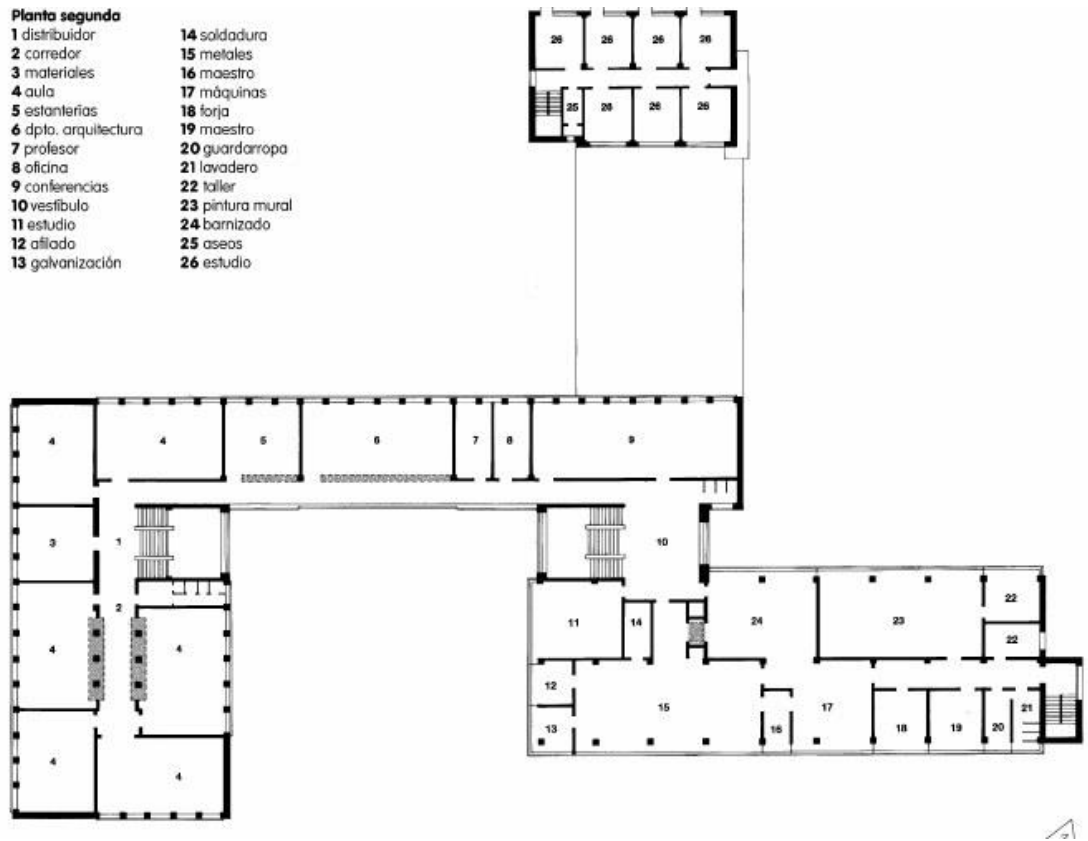 Planta segunda
1 distribuidor
2 corredor
3 materiales
4 aula
5 estanterías
6 dpto. arquitectura
7 profesor
8 oficina
9 conferencias
10 vestíbulo
11 estudio
12 afilado
13 galvanización
14 soldadura
15 metales
16 maestro
17 máquinas
18 forja
19 maestro
20 guardarropa
21 lavadero
22 taller
23 pintura mural
24 barnizado
25 aseos
26 estudio
26 26 26 26
25 26 26 26
4 4 5 6 7 8 9
3 1 10
2
4 4 11 14 24 23 22
22
12 15 17
13 16 18 19 20 21
4 4